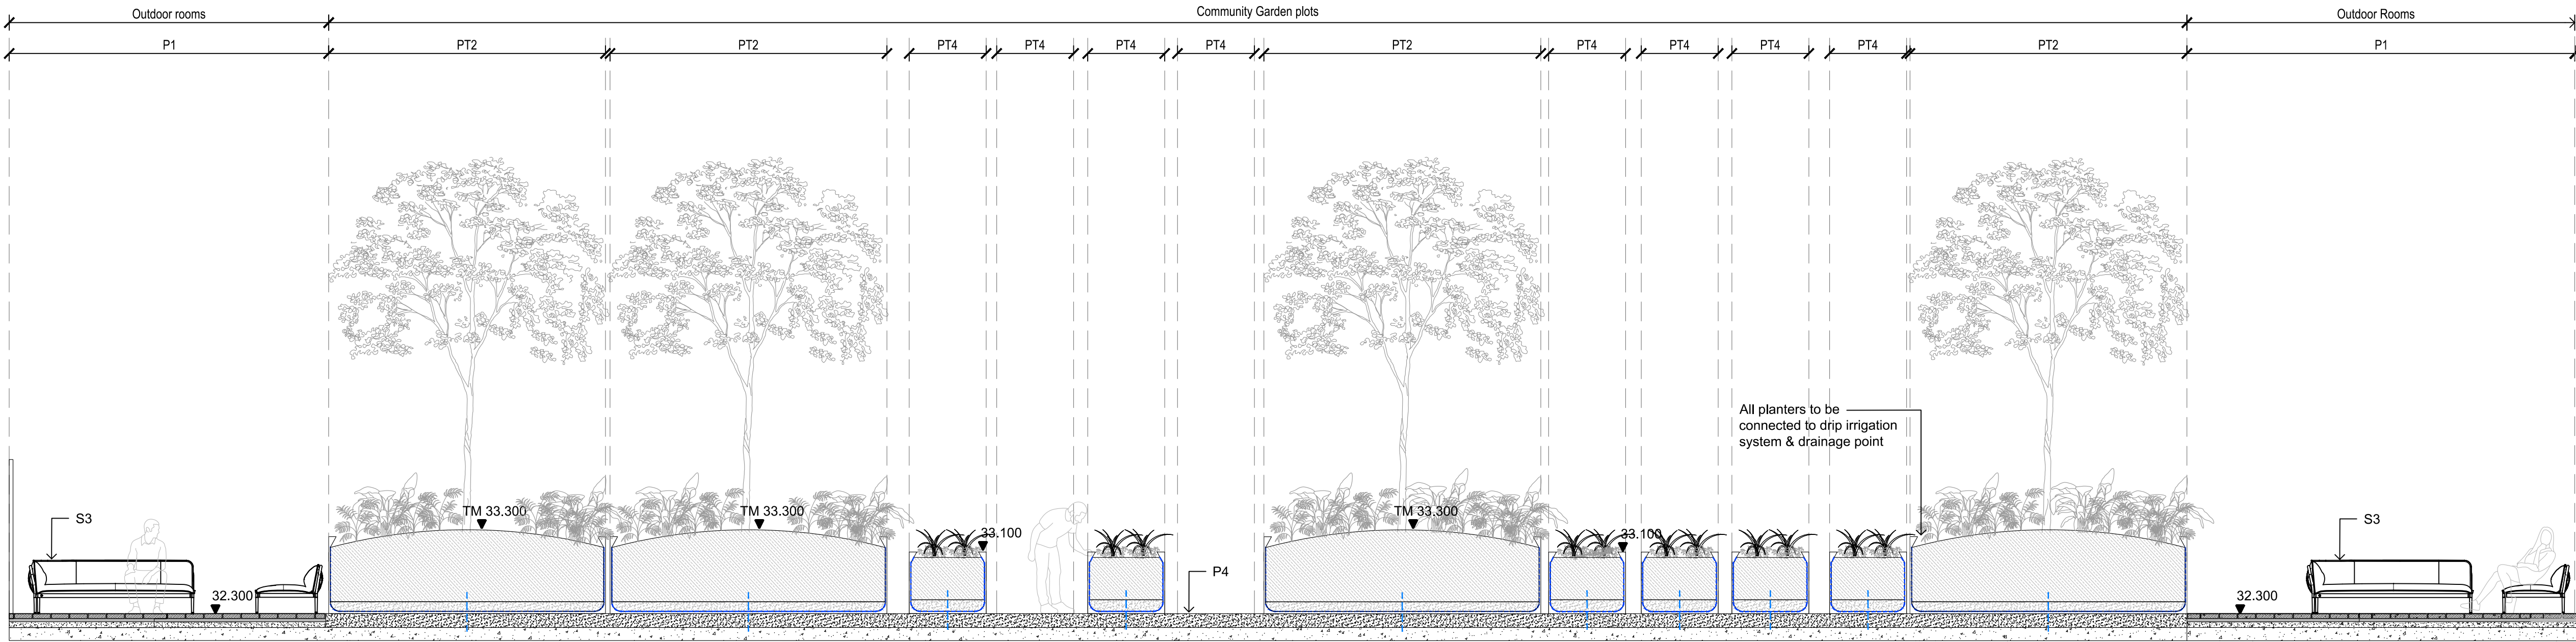 Outdoor rooms
Community Garden plots
Outdoor Rooms
P1
PT2
PT2
PT4
PT4
PT4
PT4
PT2
PT4
PT4
PT4
PT4
PT2
P1
All planters to be
connected to drip irrigation
system & drainage point
S3
TM 33.300
TM 33.300
33.100
TM 33.300
33.100
S3
P4
32.300
32.300